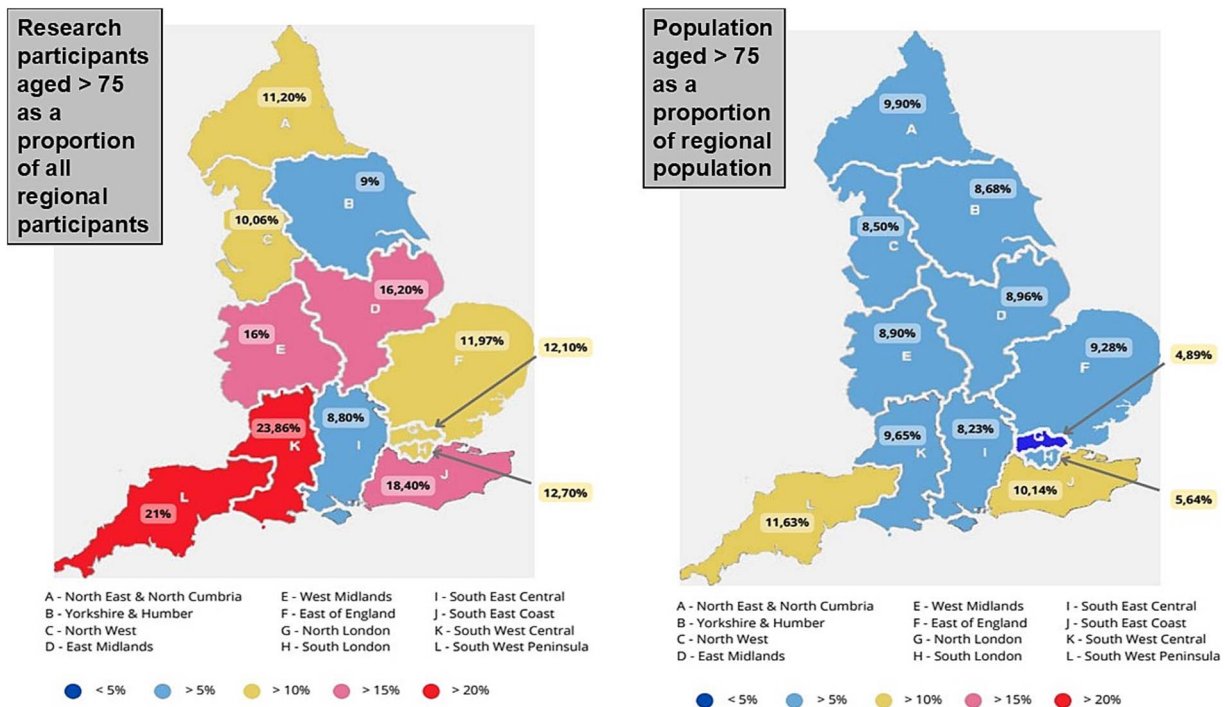 Research
participants
aged > 75
as a
proportion
of all
regional
participants
11,20%
A
9%
B
10,06%
C
16,20%
D
16%
E
11,97%
F
12,10%
G
H
12,70%
23,86%
K
8,80%
I
18,40%
J
L
21%
A - North East & North Cumbria
B - Yorkshire & Humber
C - North West
D - East Midlands
E - West Midlands
F - East of England
G - North London
H - South London
I - South East Central
J - South East Coast
K - South West Central
L - South West Peninsula
< 5% > 5% > 10% > 15% > 20%
Population
aged > 75
as a
proportion
of regional
population
9,90%
A
8,68%
B
8,50%
C
8,96%
D
8,90%
E
9,28%
F
4,89%
G
H
5,64%
9,65%
K
8,23%
I
10,14%
J
L
11,63%
A - North East & North Cumbria
B - Yorkshire & Humber
C - North West
D - East Midlands
E - West Midlands
F - East of England
G - North London
H - South London
I - South East Central
J - South East Coast
K - South West Central
L - South West Peninsula
< 5% > 5% > 10% > 15% > 20%